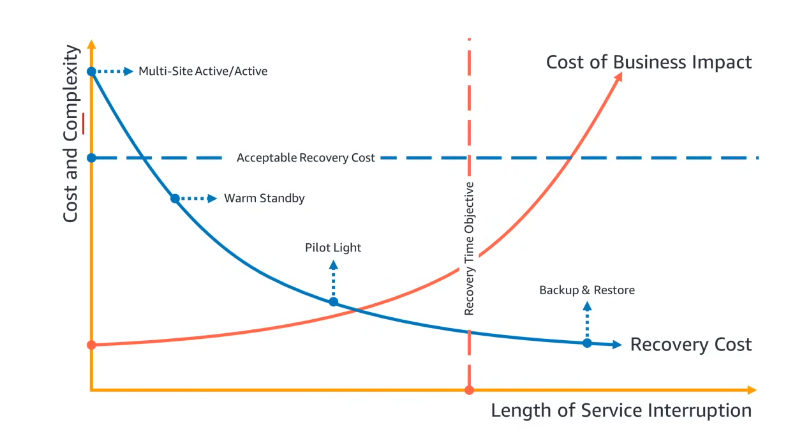 Cost of Business Impact
Multi-Site Active/Active
Cost and Complexity
Acceptable Recovery Cost
Warm Standby
Recovery Time Objective
Pilot Light
Backup & Restore
Recovery Cost
Length of Service Interruption